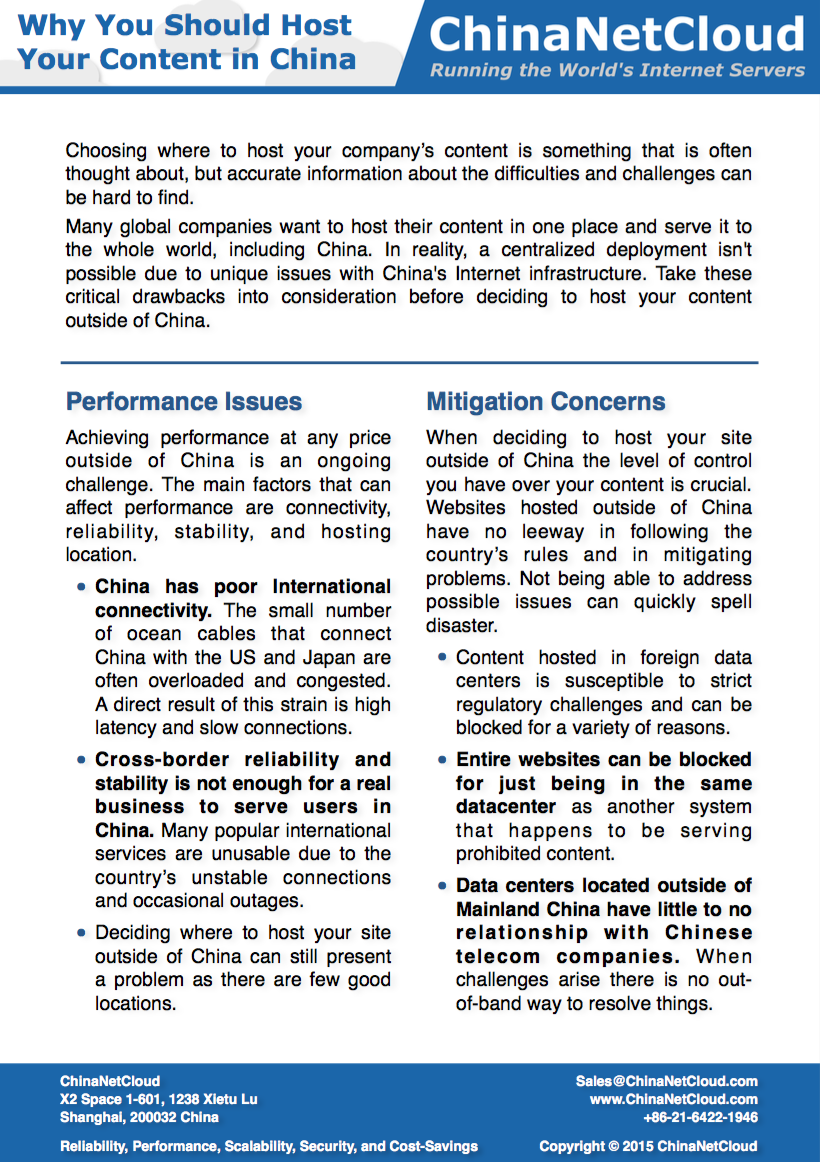 Why You Should Host
Your Content in China
ChinaNetCloud
Running the World's Internet Servers
Choosing where to host your company’s content is something that is often
thought about, but accurate information about the difficulties and challenges can
be hard to find.
Many global companies want to host their content in one place and serve it to
the whole world, including China. In reality, a centralized deployment isn't
possible due to unique issues with China's Internet infrastructure. Take these
critical drawbacks into consideration before deciding to host your content
outside of China.
Performance Issues
Achieving performance at any price
outside of China is an ongoing
challenge. The main factors that can
affect performance are connectivity,
reliability, stability, and hosting
location.
• China has poor International
connectivity. The small number
of ocean cables that connect
China with the US and Japan are
often overloaded and congested.
A direct result of this strain is high
latency and slow connections.
• Cross-border reliability and
stability is not enough for a real
business to serve users in
China. Many popular international
services are unusable due to the
country’s unstable connections
and occasional outages.
• Deciding where to host your site
outside of China can still present
a problem as there are few good
locations.
Mitigation Concerns
When deciding to host your site
outside of China the level of control
you have over your content is crucial.
Websites hosted outside of China
have no leeway in following the
country’s rules and in mitigating
problems. Not being able to address
possible issues can quickly spell
disaster.
• Content hosted in foreign data
centers is susceptible to strict
regulatory challenges and can be
blocked for a variety of reasons.
• Entire websites can be blocked
for just being in the same
datacenter as another system
that happens to be serving
prohibited content.
• Data centers located outside of
Mainland China have little to no
relationship with Chinese
telecom companies. When
challenges arise there is no out-
of-band way to resolve things.
ChinaNetCloud
X2 Space 1-601, 1238 Xietu Lu
Shanghai, 200032 China
Reliability, Performance, Scalability, Security, and Cost-Savings
Sales@ChinaNetCloud.com
www.ChinaNetCloud.com
+86-21-6422-1946
Copyright © 2015 ChinaNetCloud